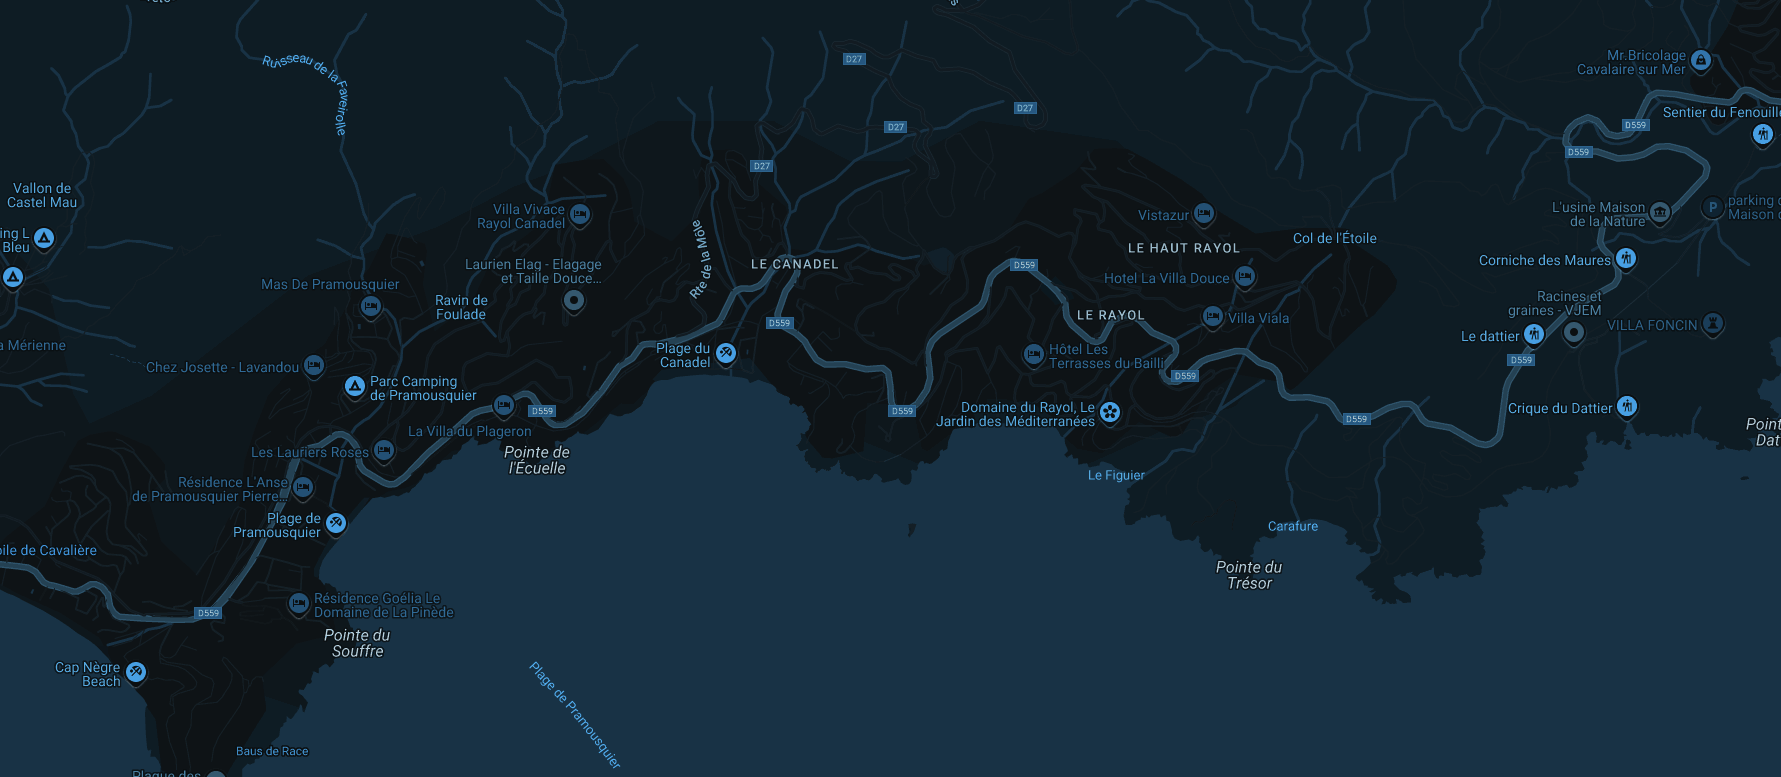 Ruisseau de la Faveirolle
D27
D27
D27
D27
Mr.Bricolage
Cavalaire sur Mer
Sentier du Fenouille
D559
D559
Vallon de
Castel Mau
ing L
Bleu
Villa Vivace
Rayol Canadel
Rte de la Môle
Vistazur
L'usine Maison
de la Nature
P
parking
Maison
LE CANADEL
LE HAUT RAYOL
Col de l'Étoile
Corniche des Maures
Laurien Elag - Elagage
et Taille Douce...
D559
Hotel La Villa Douce
Mas De Pramousquier
Ravin de
Foulade
D559
LE RAYOL
Villa Viala
Racines et
graines - VJEM
VILLA FONCIN
Le dattier
a Mérienne
Plage du
Canadel
Hôtel Les
Terrasses du Bailli
D559
D559
Chez Josette - Lavandou
Parc Camping
de Pramousquier
D559
D559
Domaine du Rayol, Le
Jardin des Méditerranées
D559
Crique du Dattier
La Villa du Plageron
Point
Dat
Les Lauriers Roses
Pointe de
l'Écuelle
Le Figuier
Résidence L'Anse
de Pramousquier Pierre...
Plage de
Pramousquier
Carafure
oile de Cavalière
Pointe du
Trésor
D559
Résidence Goélia Le
Domaine de La Pinède
Pointe du
Souffre
Cap Nègre
Beach
Plage de Pramousquier
Baus de Race
Plaque des